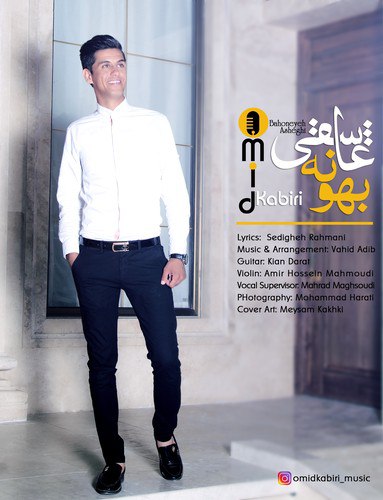 Omid
Kabiri
Bahoneyeh
Asheghi
بهونه
عاشقی
Lyrics: Sedigheh Rahmani
Music & Arrangement: Vahid Adib
Guitar: Kian Darat
Violin: Amir Hossein Mahmoudi
Vocal Supervisor: Mahrad Maghsoudi
PHotography: Mohammad Harati
Cover Art: Meysam Kakhki
omidkabiri_music